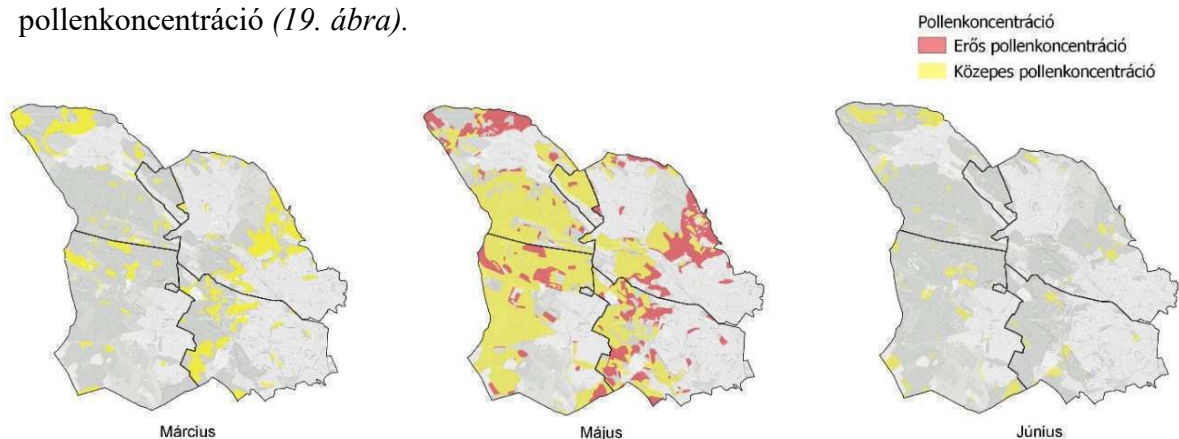 pollenkoncentráció (19. ábra).
Pollenkoncentráció
Erős pollenkoncentráció
Közepes pollenkoncentráció
Március
Május
Június